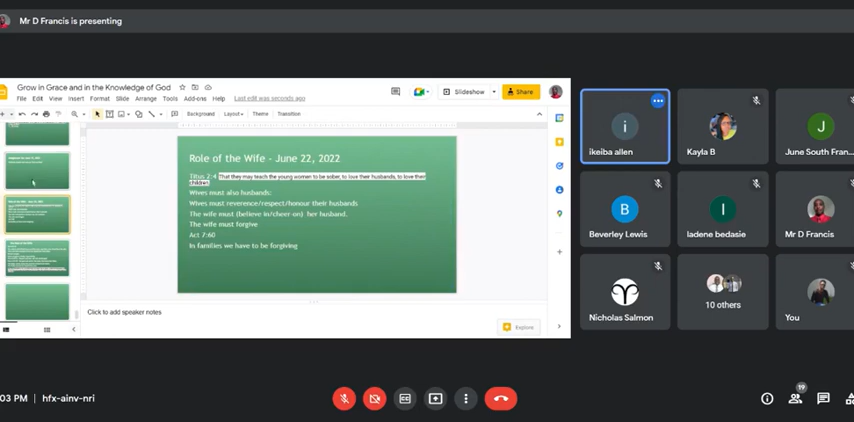 Mr D Francis is presenting
Grow in Grace and in the Knowledge of God
File Edit View Insert Format Slide Arrange Tools Add-ons Help Last edit was seconds ago
Slideshow
Share
Background Layout Theme Transition
Role of the Wife - June 22, 2022
Titus 2:4 That they may teach the young women to be sober, to love their husbands, to love their
children,
Wives must also husbands:
Wives must reverence/respect/honour their husbands
The wife must (believe in/cheer-on) her husband.
The wife must forgive
Act 7:60
In families we have to be forgiving
Click to add speaker notes
Explore
i
ikeiba allen
Kayla B
J
June South Fran...
B
Beverley Lewis
l
ladene bedasie
Mr D Francis
Nicholas Salmon
10 others
You
:03 PM | hfx-ainv-nri
19